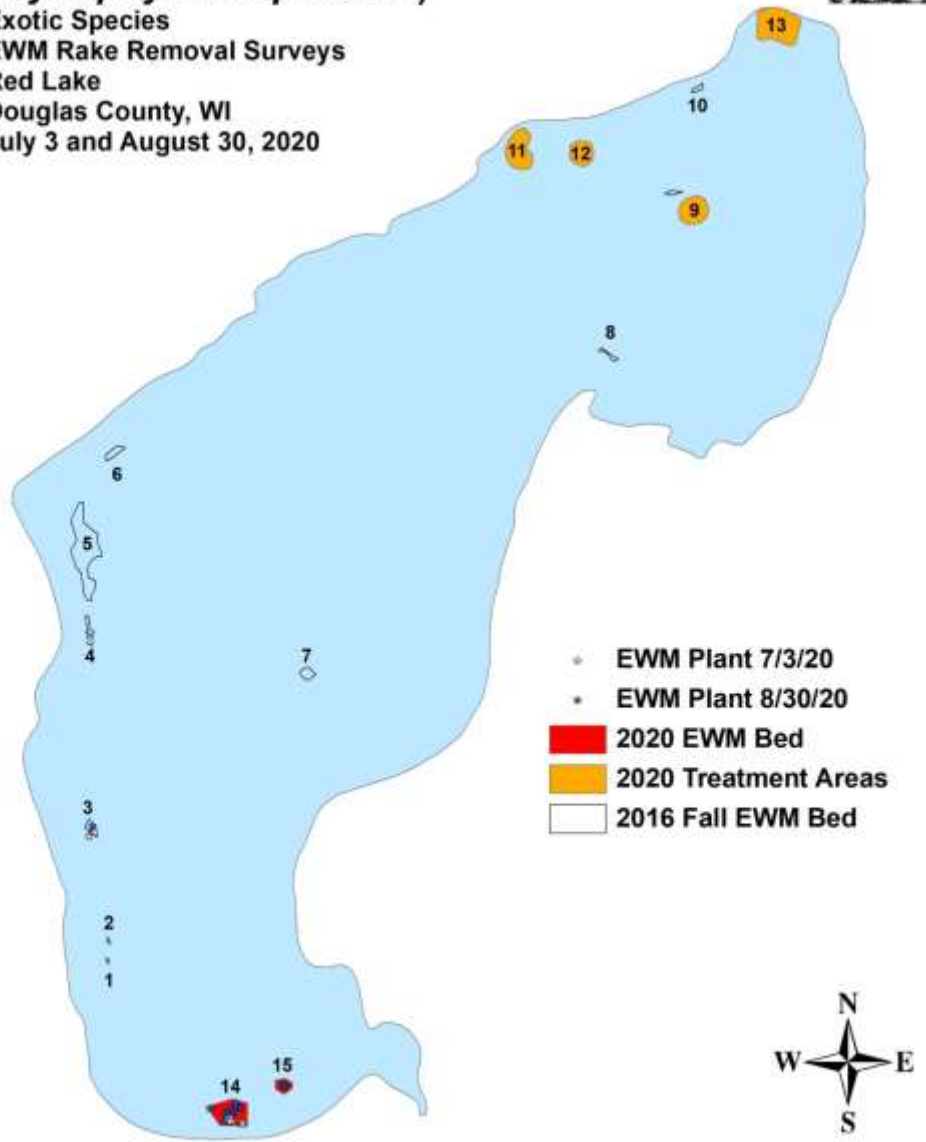 Exotic Species
EWM Rake Removal Surveys
Red Lake
Douglas County, WI
uly 3 and August 30, 2020
13
10
11
12
9
8
6
5
4
7
EWM Plant 7/3/20
EWM Plant 8/30/20
2020 EWM Bed
2020 Treatment Areas
2016 Fall EWM Bed
3
2
1
15
14
N
W E
S